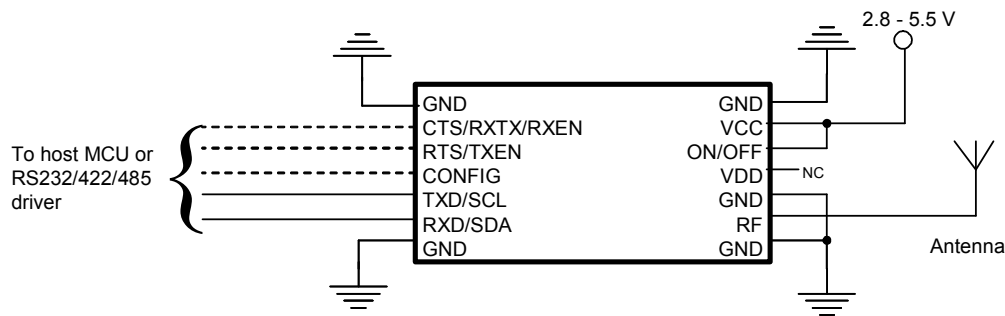 2.8 - 5.5 V
GND
CTS/RXTX/RXEN
RTS/TXEN
CONFIG
TXD/SCL
RXD/SDA
GND
GND
VCC
ON/OFF
VDD
GND
RF
GND
NC
To host MCU or
RS232/422/485
driver
Antenna